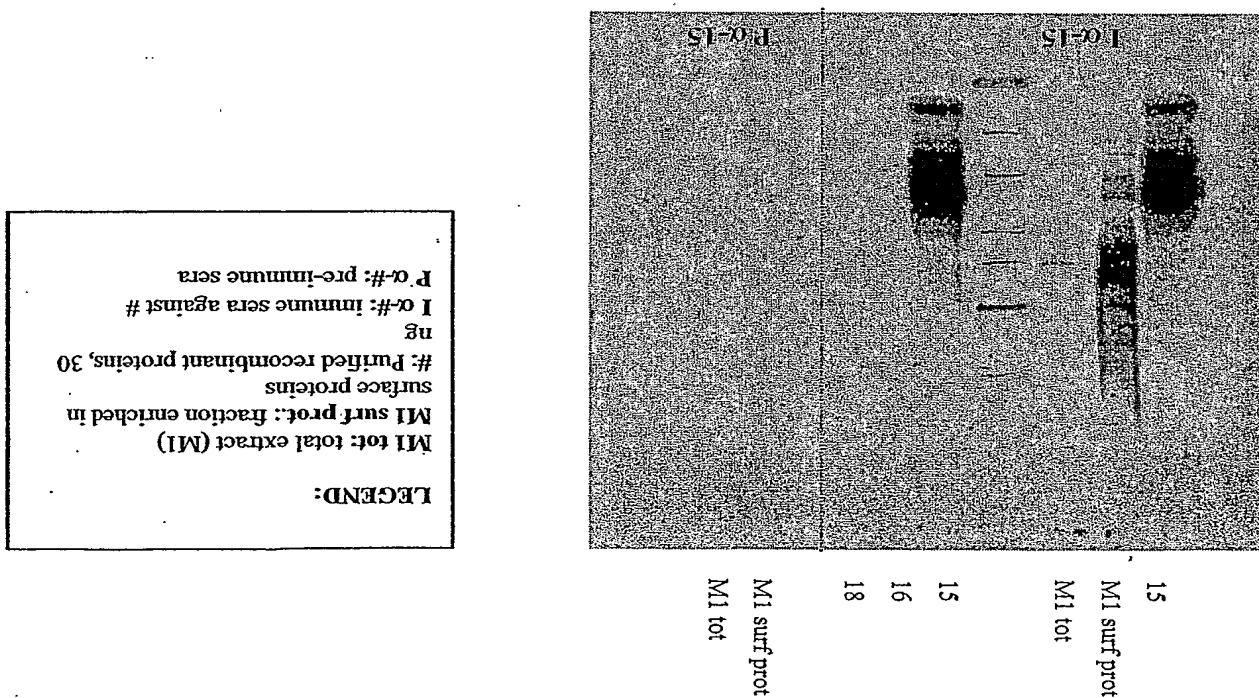 LEGEND:
M1 tot: total extract (M1)
M1 surf prot.: fraction enriched in
surface proteins
#: Purified recombinant proteins, 30
ng
I α-#: immune sera against #
P α-#: pre-immune sera
I α-15
P α-15
15
M1 surf prot
M1 tot
15
16
18
M1 surf prot
M1 tot